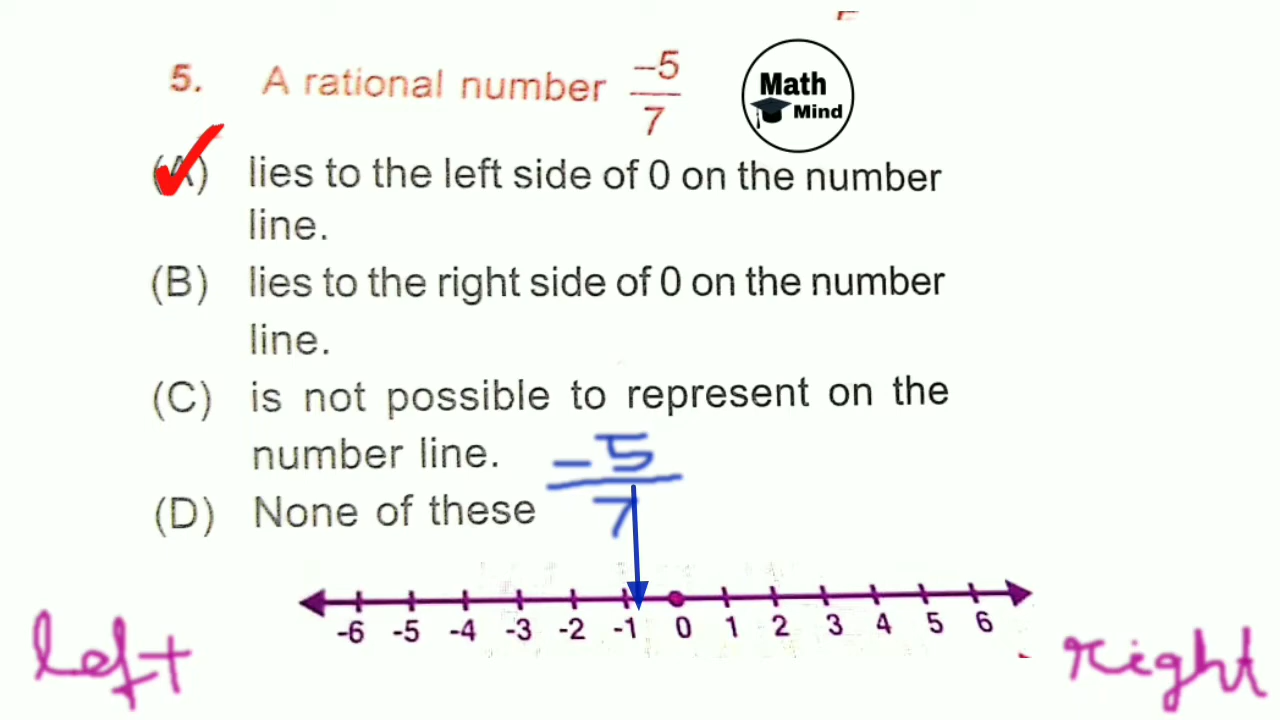 5. A rational number –5/7
Math
Mind
(A) lies to the left side of 0 on the number
line.
(B) lies to the right side of 0 on the number
line.
(C) is not possible to represent on the
number line.
(D) None of these
–5/7
-6 -5 -4 -3 -2 -1 0 1 2 3 4 5 6
left
right